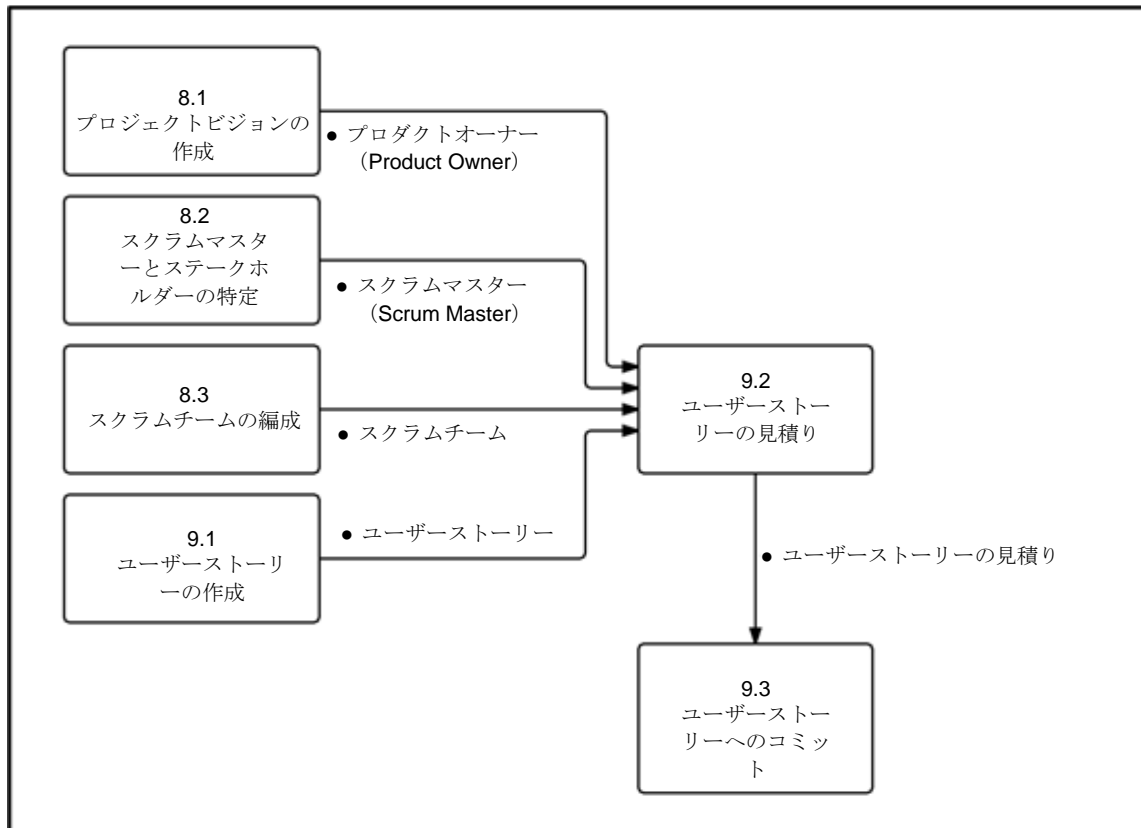 8.1
プロジェクトビジョンの
作成
● プロダクトオーナー
（Product Owner）
8.2
スクラムマスタ
ーとステークホ
ルダーの特定
● スクラムマスター
（Scrum Master）
8.3
スクラムチームの編成
● スクラムチーム
9.1
ユーザーストーリ
ーの作成
● ユーザーストーリー
9.2
ユーザーストー
リーの見積り
● ユーザーストーリーの見積り
9.3
ユーザーストー
リーへのコミッ
ト